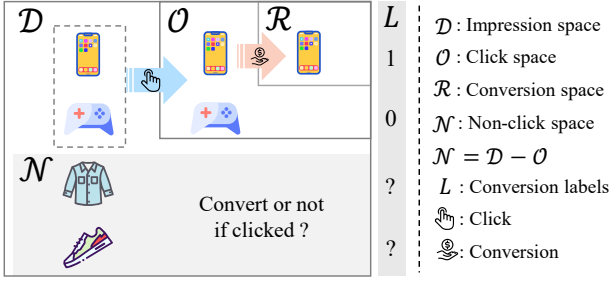 𝒟
𝒪
ℛ
L
1
0
𝒩
Convert or not
if clicked ?
?
?
𝒟 : Impression space
𝒪 : Click space
ℛ : Conversion space
𝒩 : Non-click space
𝒩 = 𝒟 − 𝒪
L : Conversion labels
: Click
: Conversion